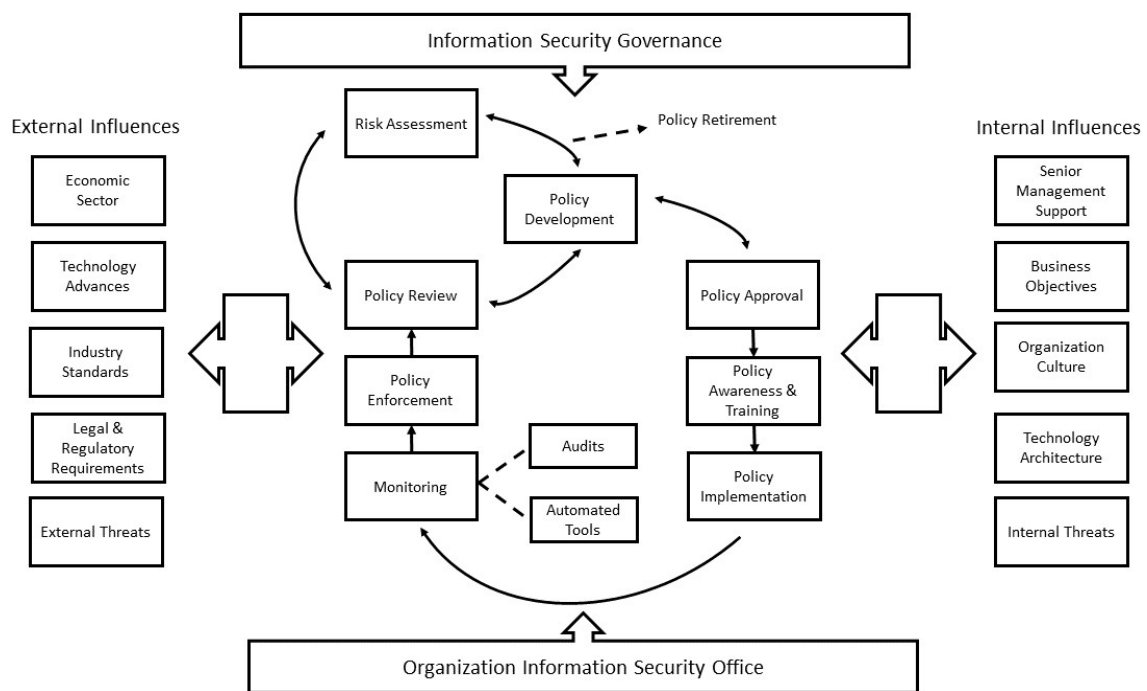 Information Security Governance
External Influences
Economic
Sector
Technology
Advances
Industry
Standards
Legal &
Regulatory
Requirements
External Threats
Risk Assessment
Policy Retirement
Policy
Development
Policy Review
Policy
Enforcement
Monitoring
Audits
Automated
Tools
Policy Approval
Policy
Awareness &
Training
Policy
Implementation
Internal Influences
Senior
Management
Support
Business
Objectives
Organization
Culture
Technology
Architecture
Internal Threats
Organization Information Security Office